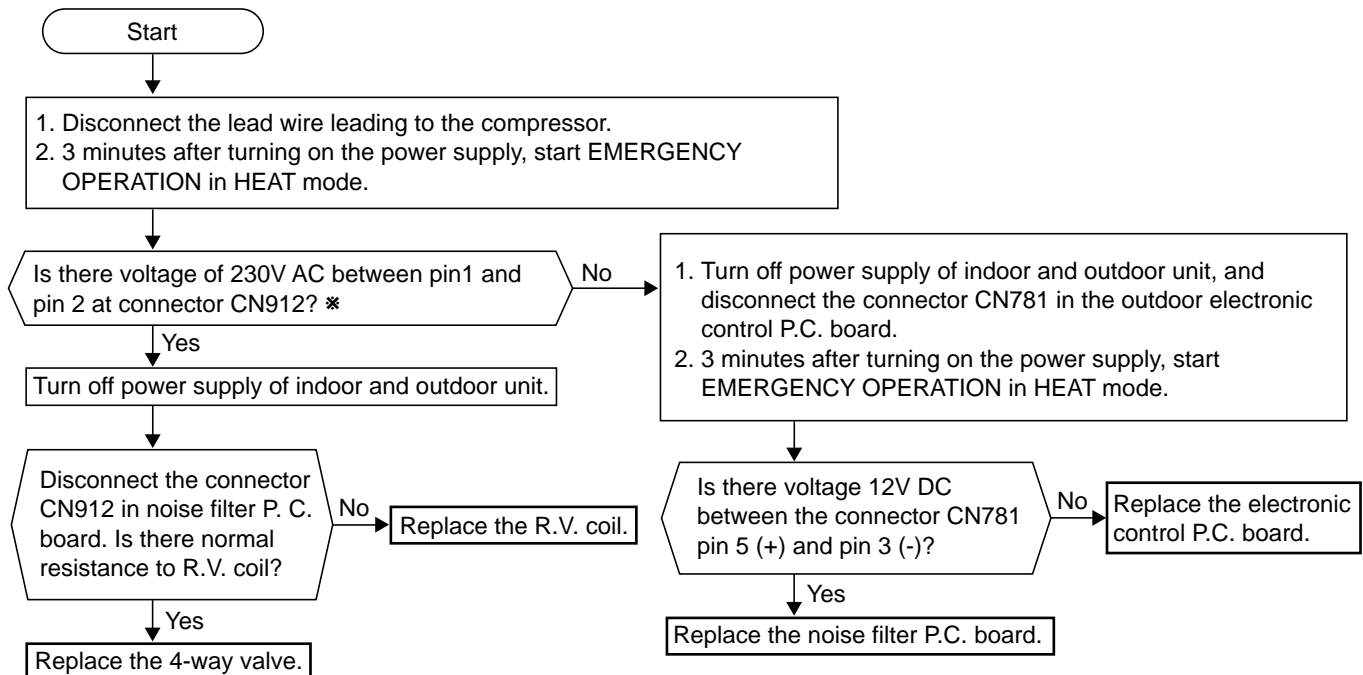 Start
1. Disconnect the lead wire leading to the compressor.
2. 3 minutes after turning on the power supply, start EMERGENCY
OPERATION in HEAT mode.
Is there voltage of 230V AC between pin1 and
pin 2 at connector CN912? ※
No
Yes
1. Turn off power supply of indoor and outdoor unit, and
disconnect the connector CN781 in the outdoor electronic
control P.C. board.
2. 3 minutes after turning on the power supply, start
EMERGENCY OPERATION in HEAT mode.
Turn off power supply of indoor and outdoor unit.
Disconnect the connector
CN912 in noise filter P. C.
board. Is there normal
resistance to R.V. coil?
No
Replace the R.V. coil.
Yes
Replace the 4-way valve.
Is there voltage 12V DC
between the connector CN781
pin 5 (+) and pin 3 (-)?
No
Replace the electronic
control P.C. board.
Yes
Replace the noise filter P.C. board.